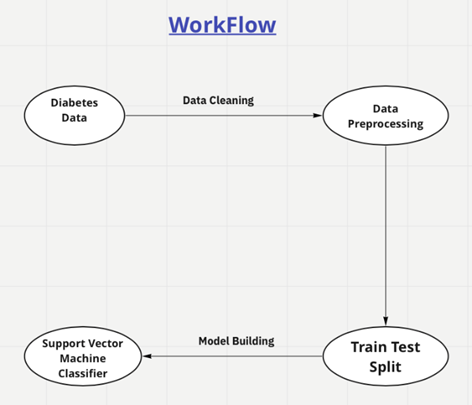 WorkFlow
Diabetes
Data
Data Cleaning
Data
Preprocessing
Train Test
Split
Model Building
Support Vector
Machine
Classifier